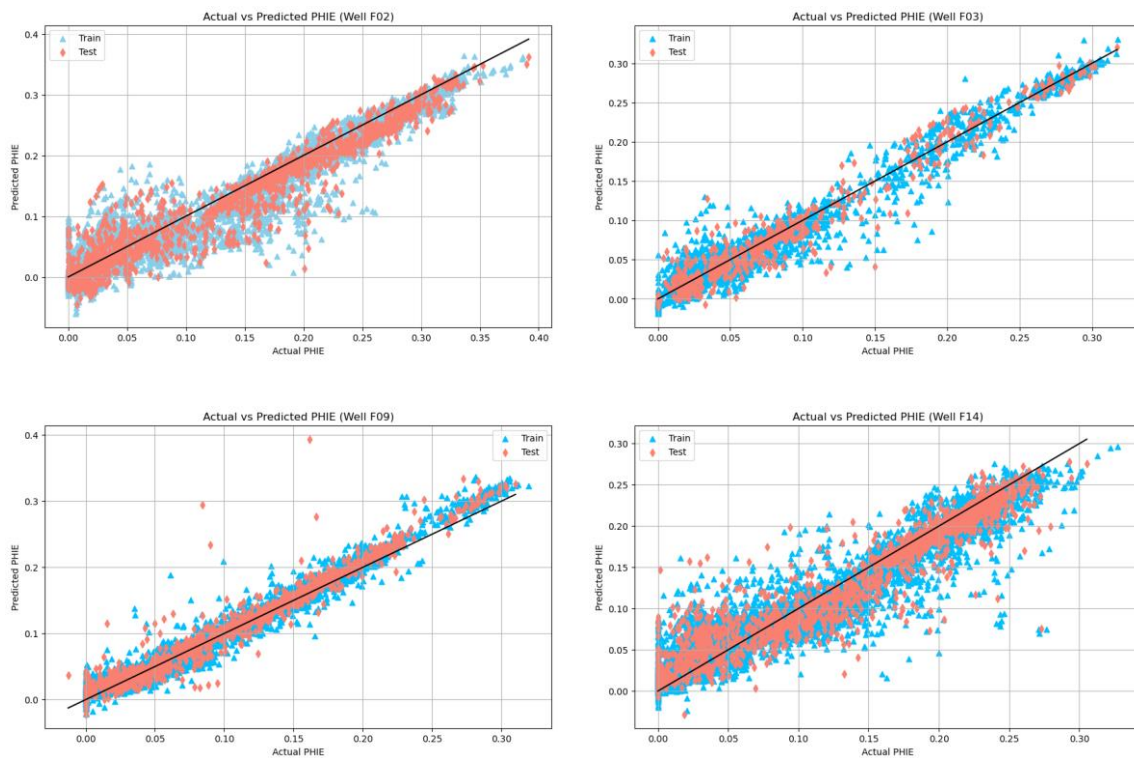 Actual vs Predicted PHIE (Well F02)
Train
Test
Predicted PHIE
0.4
0.3
0.2
0.1
0.0
0.00 0.05 0.10 0.15 0.20 0.25 0.30 0.35 0.40
Actual PHIE
Actual vs Predicted PHIE (Well F03)
Train
Test
Predicted PHIE
0.30
0.25
0.20
0.15
0.10
0.05
0.00
0.00 0.05 0.10 0.15 0.20 0.25 0.30
Actual PHIE
Actual vs Predicted PHIE (Well F09)
Train
Test
Predicted PHIE
0.4
0.3
0.2
0.1
0.0
0.00 0.05 0.10 0.15 0.20 0.25 0.30
Actual PHIE
Actual vs Predicted PHIE (Well F14)
Train
Test
Predicted PHIE
0.30
0.25
0.20
0.15
0.10
0.05
0.00
0.00 0.05 0.10 0.15 0.20 0.25 0.30
Actual PHIE